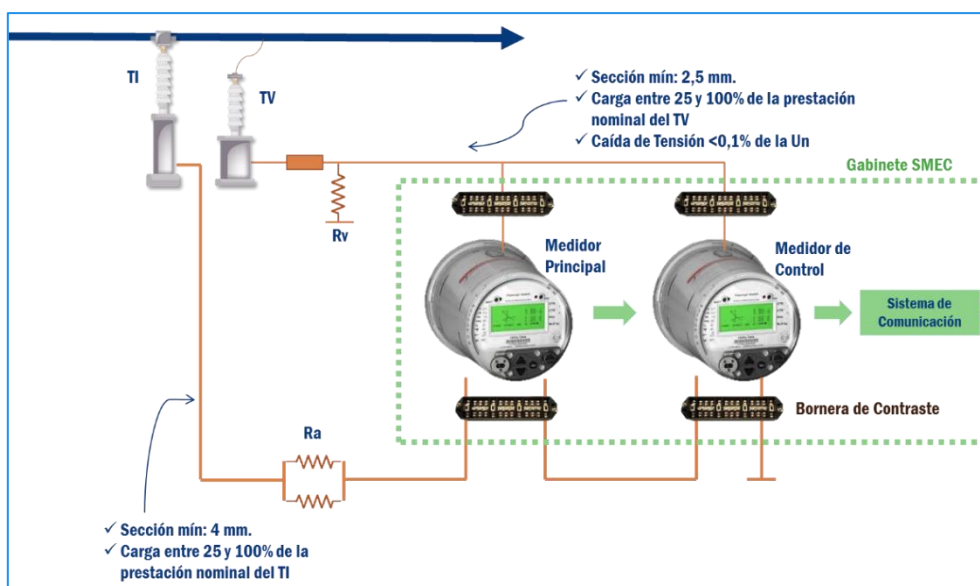 TI
TV
✓ Sección mín: 2,5 mm.
✓ Carga entre 25 y 100% de la prestación
nominal del TV
✓ Caída de Tensión <0,1% de la Un
Gabinete SMEC
Rv
Medidor
Principal
Medidor de
Control
Sistema de
Comunicación
Bornera de Contraste
Ra
✓ Sección mín: 4 mm.
✓ Carga entre 25 y 100% de la
prestación nominal del TI